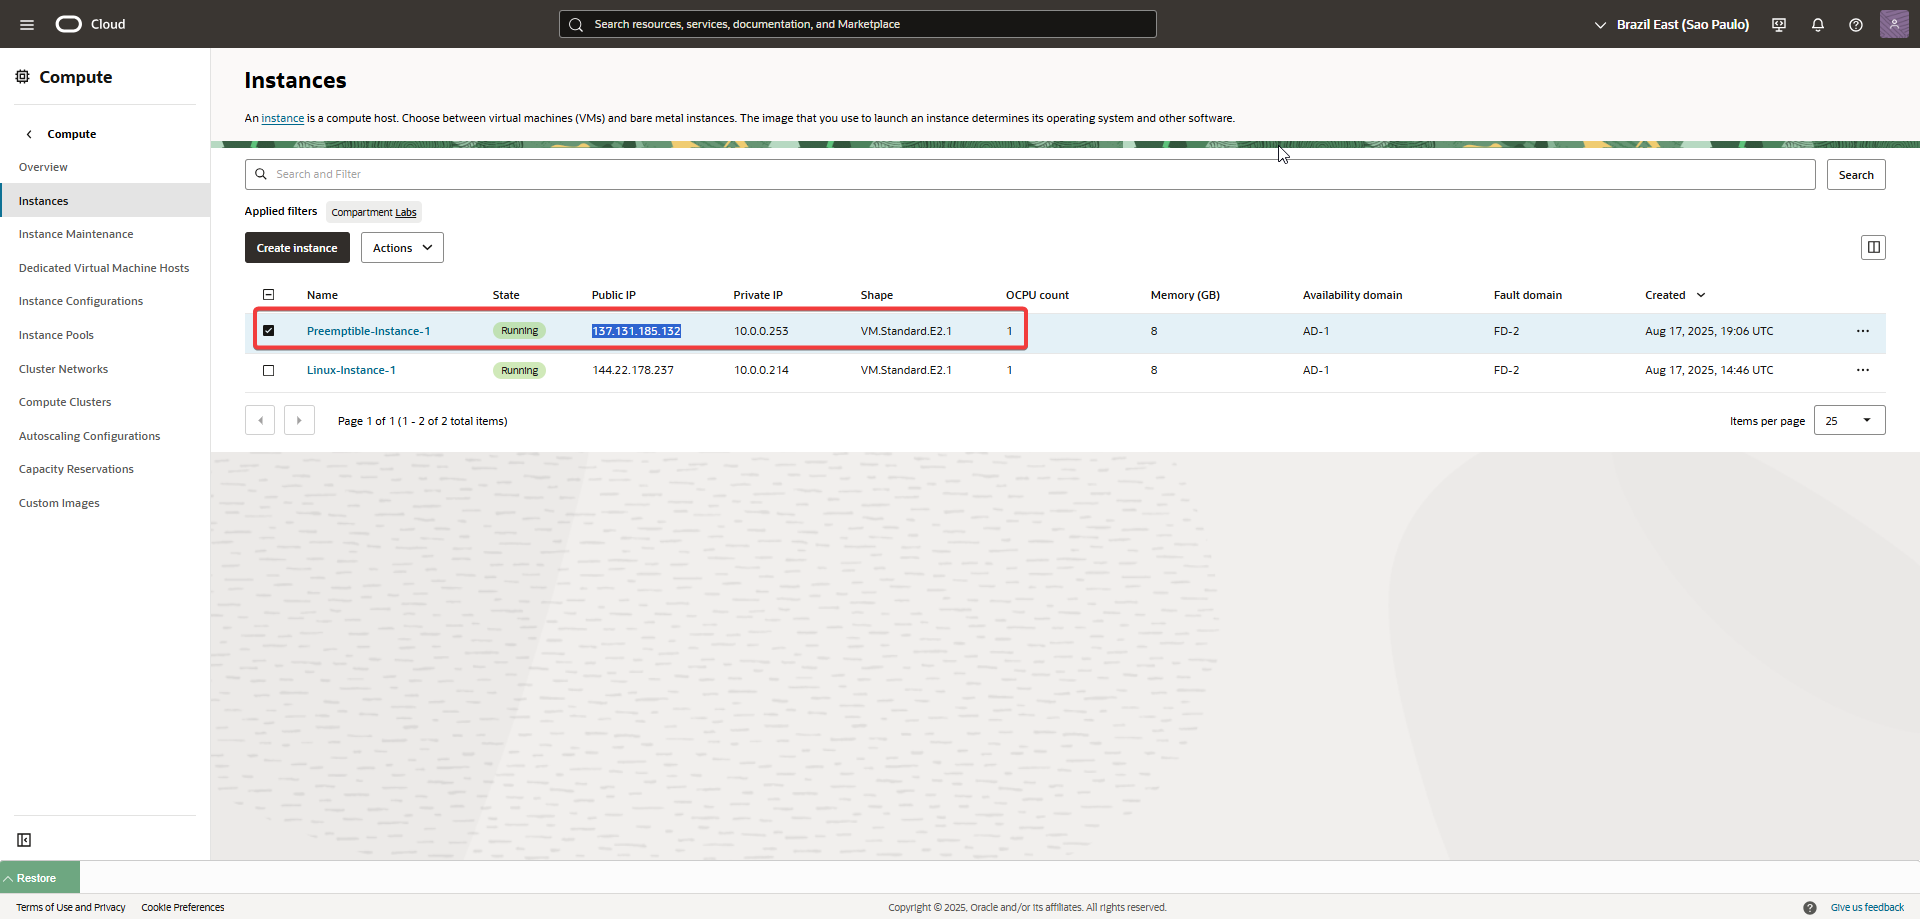 Cloud
Search resources, services, documentation, and Marketplace
Brazil East (Sao Paulo)
Compute
Compute
Overview
Instances
Instance Maintenance
Dedicated Virtual Machine Hosts
Instance Configurations
Instance Pools
Cluster Networks
Compute Clusters
Autoscaling Configurations
Capacity Reservations
Custom Images
Instances
An instance is a compute host. Choose between virtual machines (VMs) and bare metal instances. The image that you use to launch an instance determines its operating system and other software.
Search and Filter
Search
Applied filters Compartment Labs
Create instance Actions
Name State Public IP Private IP Shape OCPU count Memory (GB) Availability domain Fault domain Created
Preemptible-Instance-1 Running 137.131.185.132 10.0.0.253 VM.Standard.E2.1 1 8 AD-1 FD-2 Aug 17, 2025, 19:06 UTC
Linux-Instance-1 Running 144.22.178.237 10.0.0.214 VM.Standard.E2.1 1 8 AD-1 FD-2 Aug 17, 2025, 14:46 UTC
Page 1 of 1 (1 - 2 of 2 total items)
Items per page 25
Restore
Terms of Use and Privacy Cookie Preferences
Copyright © 2025, Oracle and/or its affiliates. All rights reserved.
Give us feedback